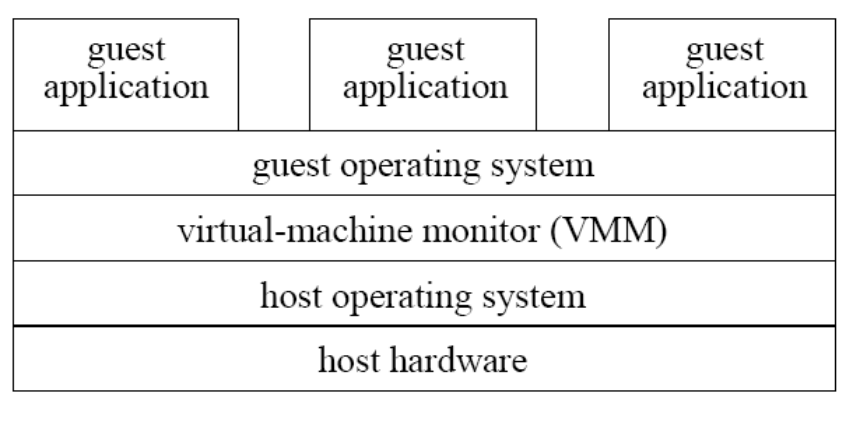 guest
application
guest
application
guest
application
guest operating system
virtual-machine monitor (VMM)
host operating system
host hardware